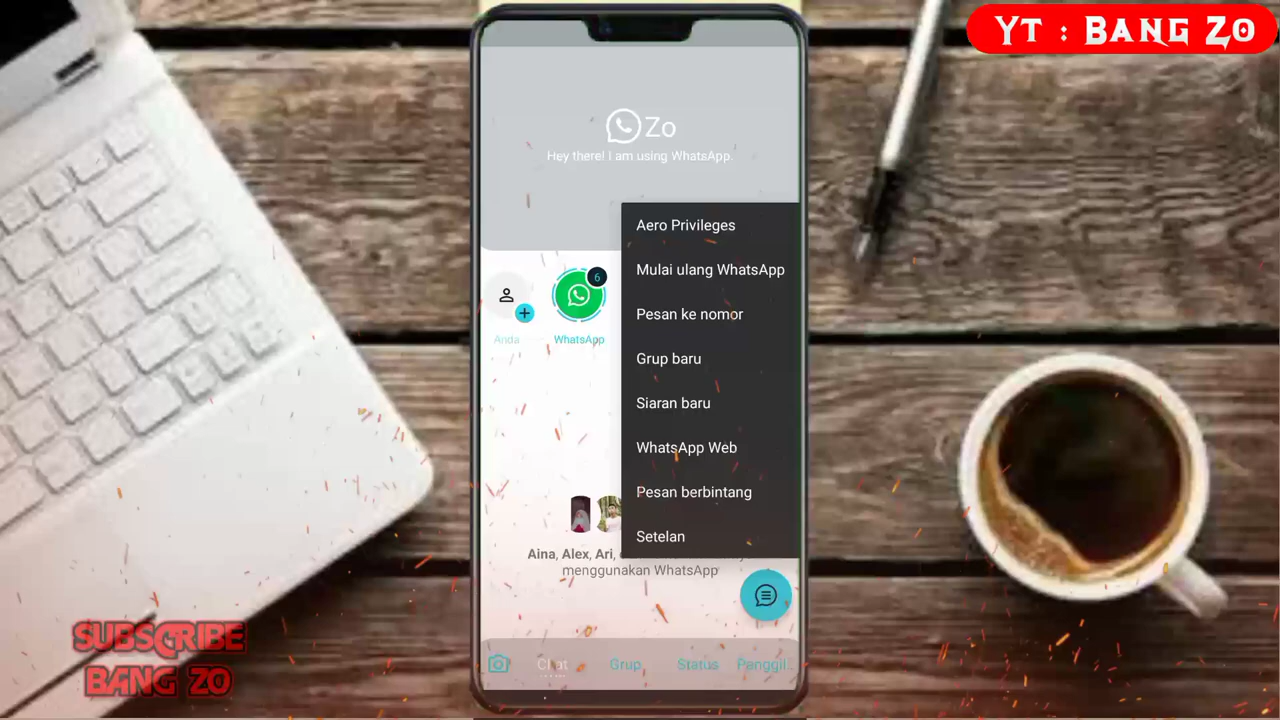 Yt : Bang Zo
Zo
Hey there! I am using WhatsApp.
Aero Privileges
Mulai ulang WhatsApp
Pesan ke nomor
Grup baru
Siaran baru
WhatsApp Web
Pesan berbintang
Setelan
6
Anda
WhatsApp
Aina, Alex, Ari,
menggunakan WhatsApp
Chat
Grup
Status
Panggil..
SUBSCRIBE
BANG ZO